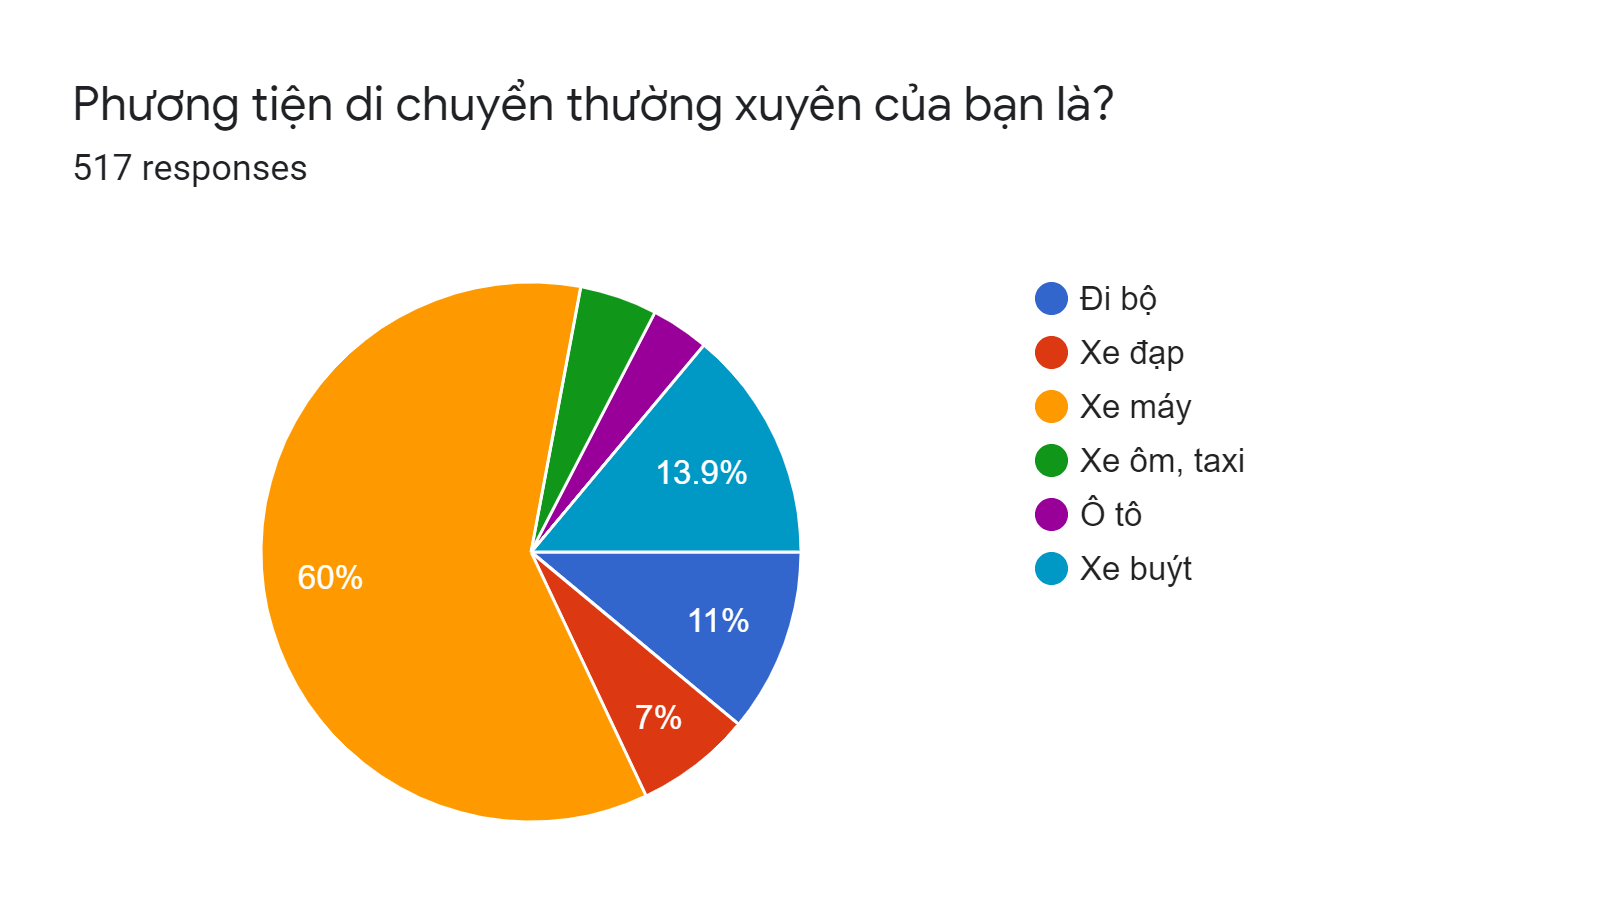 Phương tiện di chuyển thường xuyên của bạn là?
517 responses
Đi bộ
Xe đạp
Xe máy
Xe ôm, taxi
Ô tô
Xe buýt
13.9%
60%
11%
7%